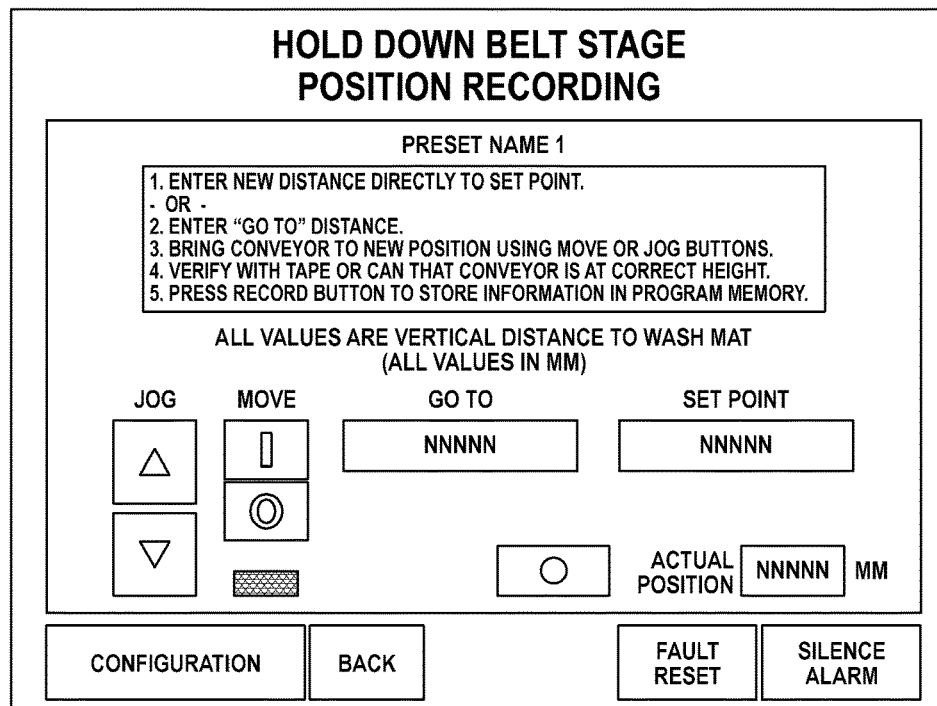 HOLD DOWN BELT STAGE
POSITION RECORDING
PRESET NAME 1
1. ENTER NEW DISTANCE DIRECTLY TO SET POINT.
- OR -
2. ENTER “GO TO” DISTANCE.
3. BRING CONVEYOR TO NEW POSITION USING MOVE OR JOG BUTTONS.
4. VERIFY WITH TAPE OR CAN THAT CONVEYOR IS AT CORRECT HEIGHT.
5. PRESS RECORD BUTTON TO STORE INFORMATION IN PROGRAM MEMORY.
ALL VALUES ARE VERTICAL DISTANCE TO WASH MAT
(ALL VALUES IN MM)
JOG MOVE GO TO SET POINT
NNNNN NNNNN
ACTUAL
POSITION NNNNN MM
CONFIGURATION BACK FAULT
RESET SILENCE
ALARM